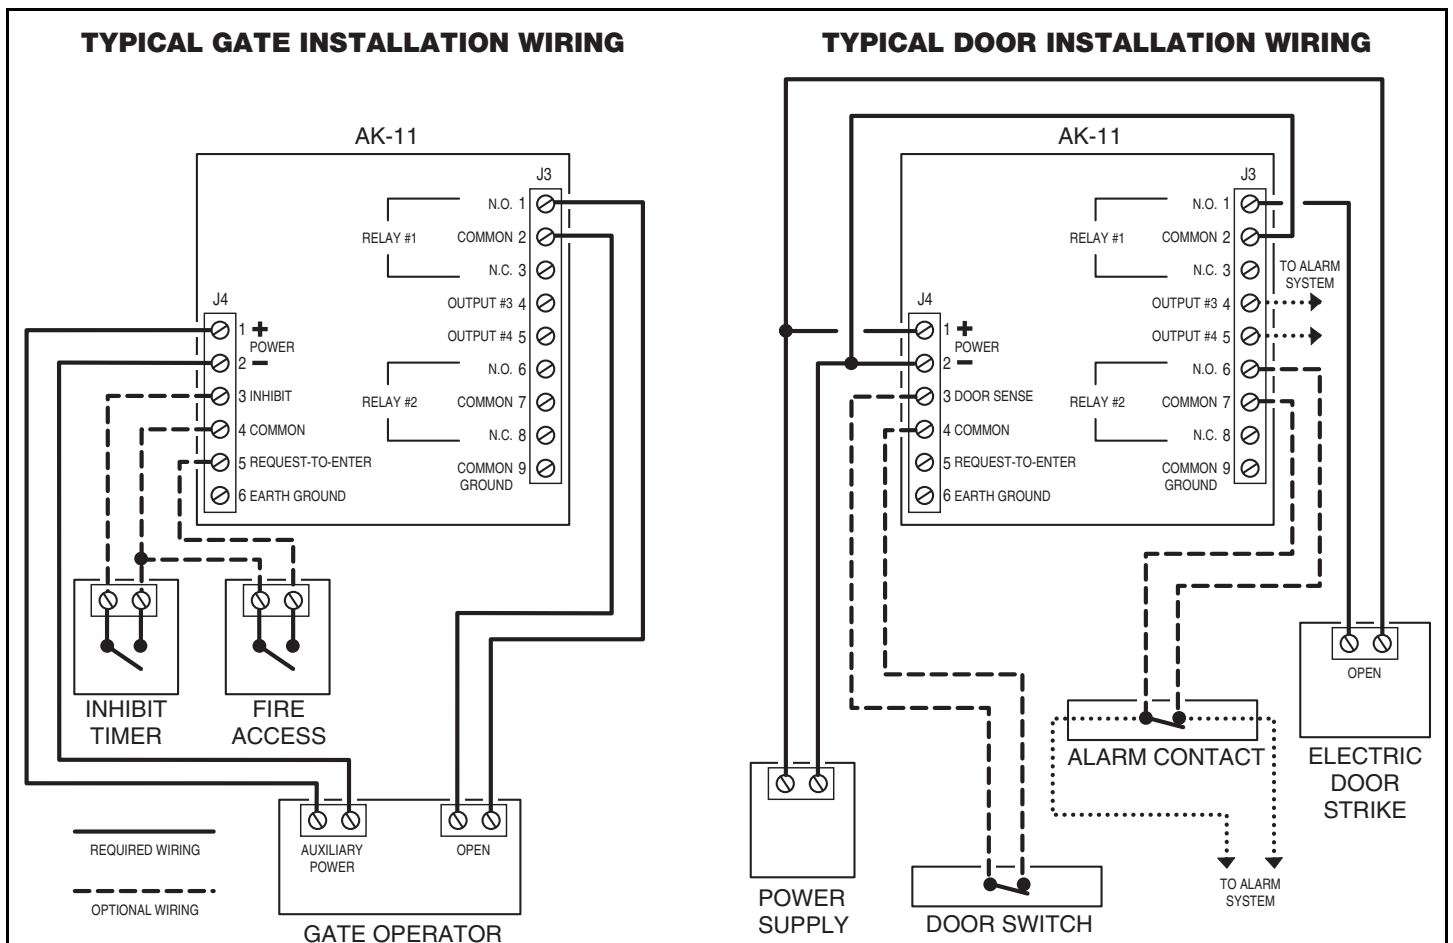 TYPICAL GATE INSTALLATION WIRING
AK-11
J3
N.O. 1
RELAY #1
COMMON 2
N.C. 3
OUTPUT #3 4
OUTPUT #4 5
N.O. 6
RELAY #2
COMMON 7
N.C. 8
COMMON 9
GROUND
J4
1 +
POWER
2 −
3 INHIBIT
4 COMMON
5 REQUEST-TO-ENTER
6 EARTH GROUND
INHIBIT
TIMER
FIRE
ACCESS
REQUIRED WIRING
OPTIONAL WIRING
AUXILIARY
POWER
OPEN
GATE OPERATOR
TYPICAL DOOR INSTALLATION WIRING
AK-11
J3
N.O. 1
RELAY #1
COMMON 2
N.C. 3
TO ALARM
SYSTEM
OUTPUT #3 4
OUTPUT #4 5
N.O. 6
RELAY #2
COMMON 7
N.C. 8
COMMON 9
GROUND
J4
1 +
POWER
2 −
3 DOOR SENSE
4 COMMON
5 REQUEST-TO-ENTER
6 EARTH GROUND
OPEN
ELECTRIC
DOOR
STRIKE
ALARM CONTACT
TO ALARM
SYSTEM
POWER
SUPPLY
DOOR SWITCH